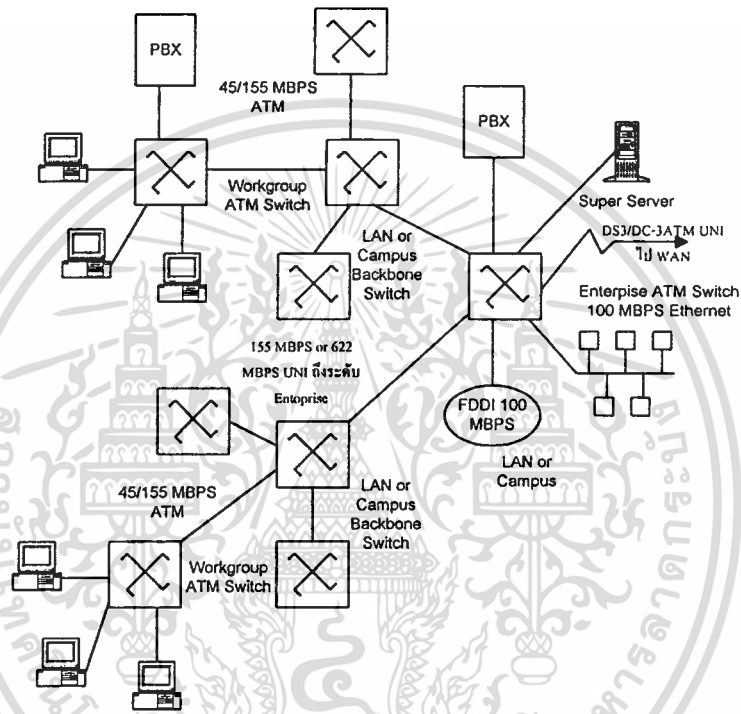 PBX
45/155 MBPS
ATM
PBX
Super Server
Workgroup
ATM Switch
LAN or
Campus
Backbone
Switch
DS3/DC-3ATM UNI
ไป WAN
Enterpise ATM Switch
100 MBPS Ethernet
155 MBPS or 622
MBPS UNI ถึงระดับ
Entoprise
FDDI 100
MBPS
LAN or
Campus
45/155 MBPS
ATM
LAN or
Campus
Backbone
Switch
Workgroup
ATM Switch